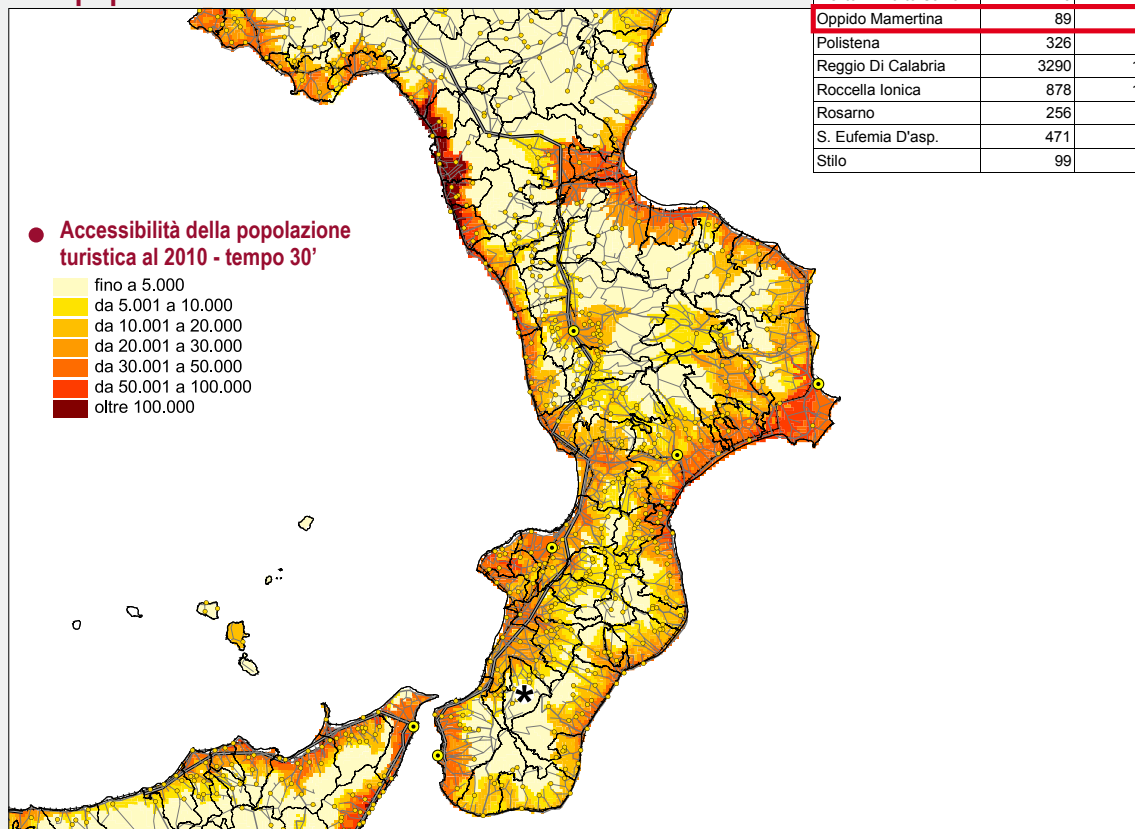 Oppido Mamertina 89
Polistena 326
Reggio Di Calabria 3290 1
Roccella Ionica 878 1
Rosarno 256
S. Eufemia D'asp. 471
Stilo 99
● Accessibilità della popolazione
turistica al 2010 - tempo 30’
fino a 5.000
da 5.001 a 10.000
da 10.001 a 20.000
da 20.001 a 30.000
da 30.001 a 50.000
da 50.001 a 100.000
oltre 100.000
*